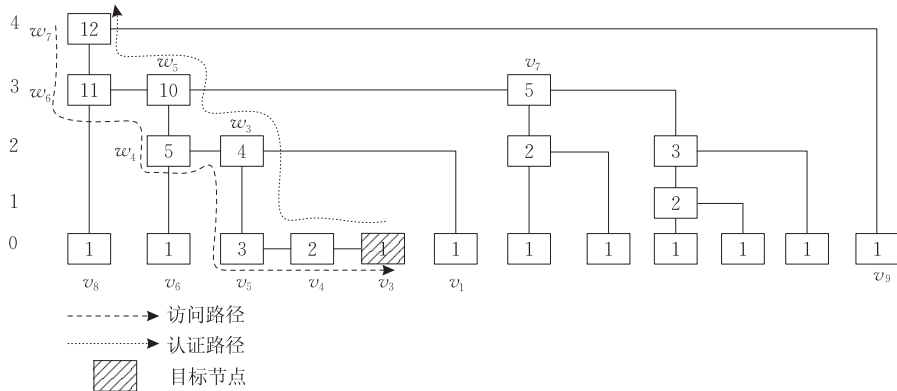 4 w₇ 12
w₅ v₇
3 w₆ 11 10 5
w₃
2 w₄ 5 4 2 3
1 2
0 1 1 3 2 1 1 1 1 1 1 1 1
v₈ v₆ v₅ v₄ v₃ v₁ v₉
访问路径
认证路径
目标节点